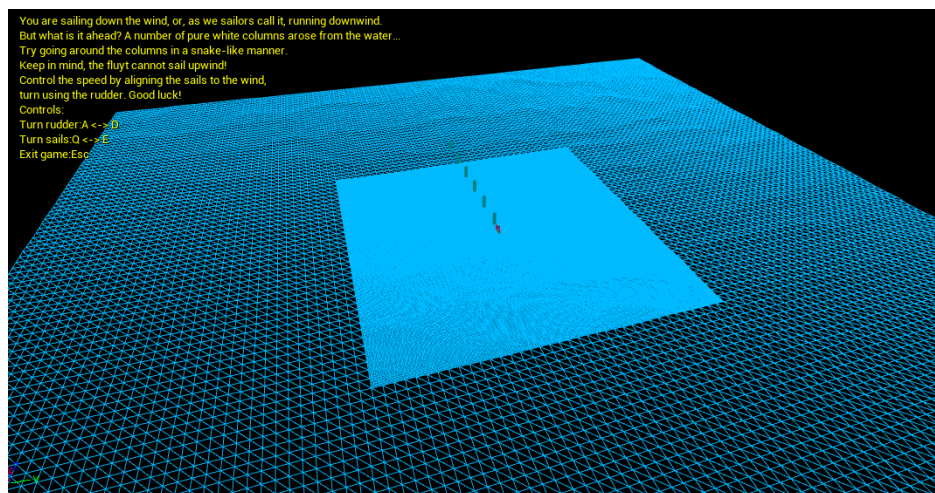 You are sailing down the wind, or, as we sailors call it, running downwind.
But what is it ahead? A number of pure white columns arose from the water...
Try going around the columns in a snake-like manner.
Keep in mind, the fluyt cannot sail upwind!
Control the speed by aligning the sails to the wind,
turn using the rudder. Good luck!
Controls:
Turn rudder:A <-> D
Turn sails:Q <-> E
Exit game:Esc